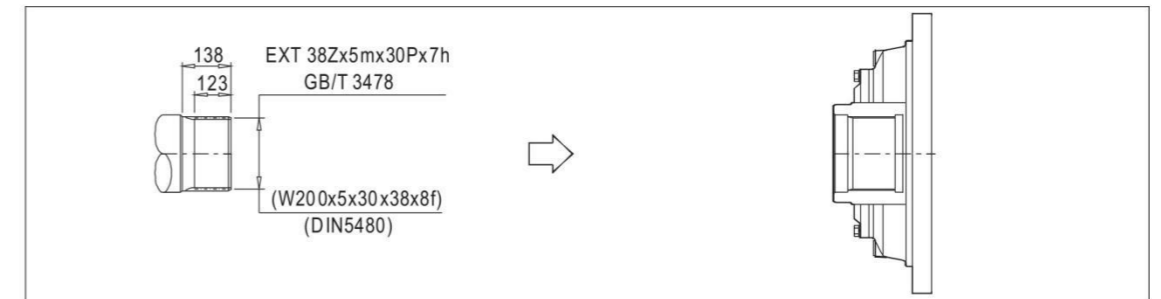 138
EXT 38Zx5mx30Px7h
123
GB/T 3478
(W200x5x30x38x8f)
(DIN5480)